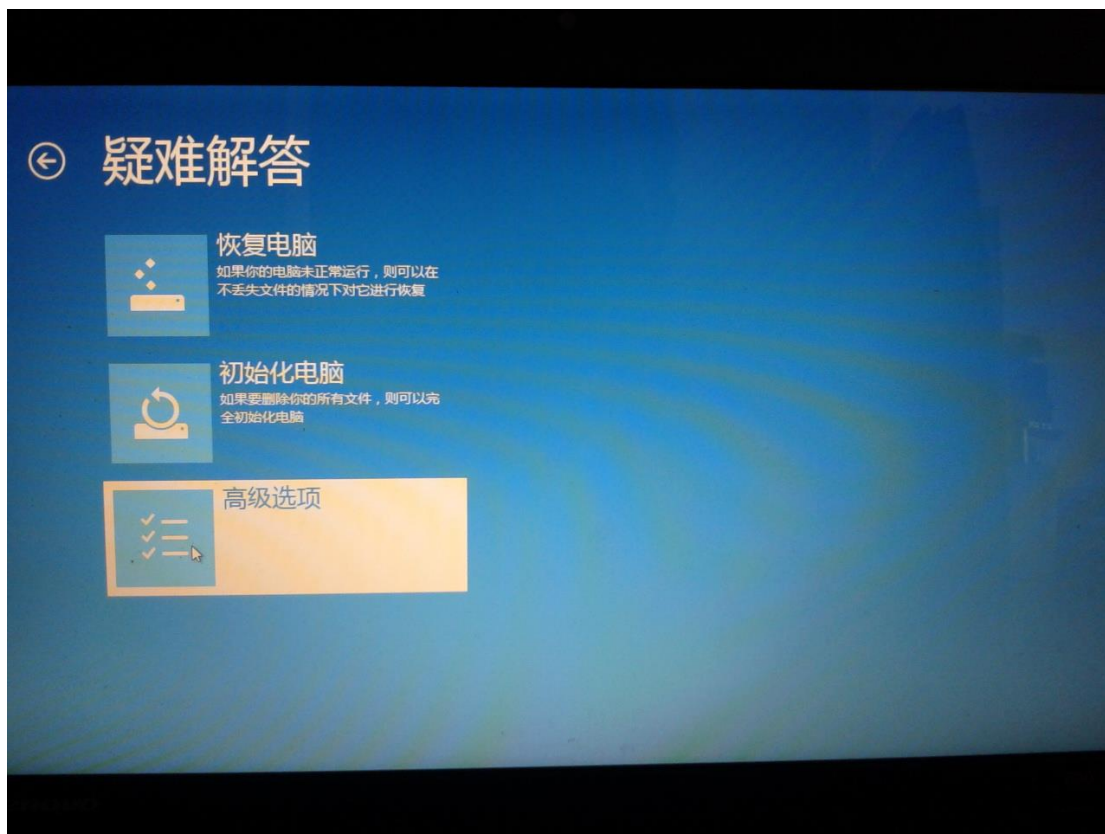 疑难解答
恢复电脑
如果你的电脑未正常运行，则可以在
不丢失文件的情况下对它进行恢复
初始化电脑
如果要删除你的所有文件，则可以完
全初始化电脑
高级选项